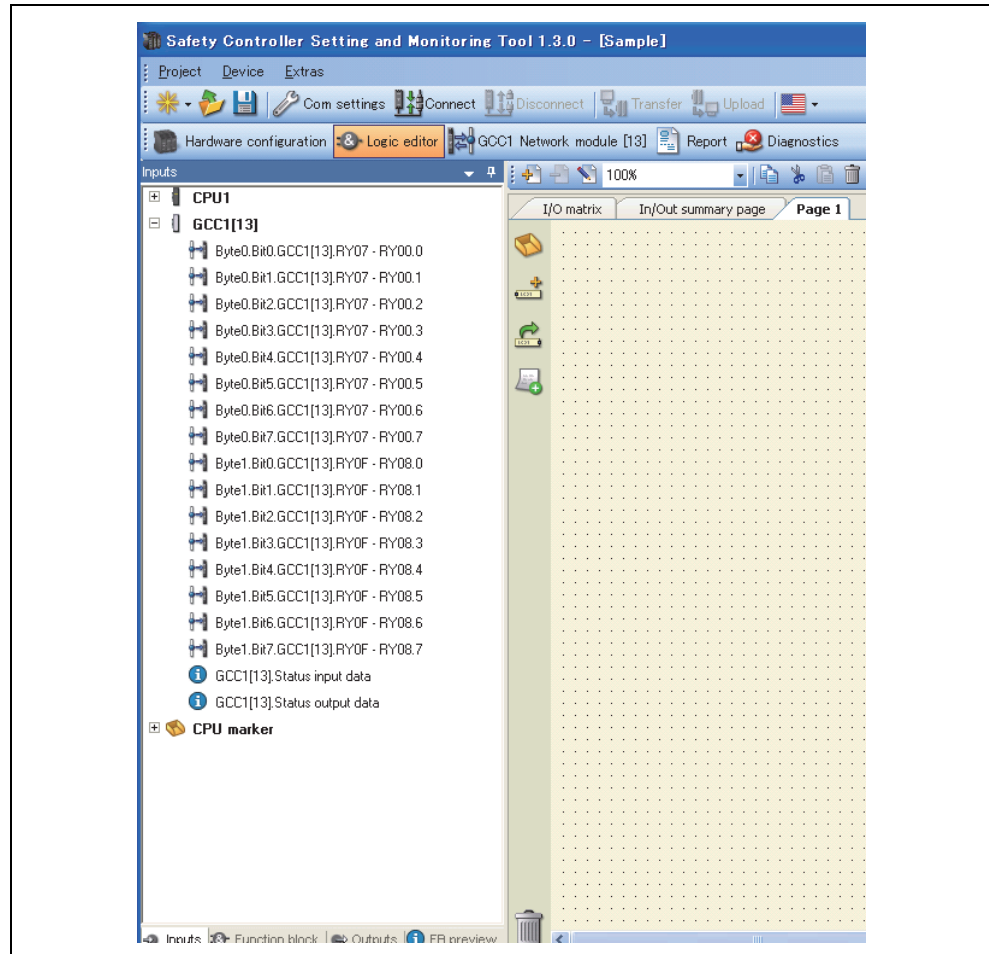 Safety Controller Setting and Monitoring Tool 1.3.0 - [Sample]
Project Device Extras
Com settings Connect Disconnect Transfer Upload
Hardware configuration Logic editor GCC1 Network module [13] Report Diagnostics
Inputs
100%
I/O matrix In/Out summary page Page 1
CPU1
GCC1[13]
Byte0.Bit0.GCC1[13].RY07 - RY00.0
Byte0.Bit1.GCC1[13].RY07 - RY00.1
Byte0.Bit2.GCC1[13].RY07 - RY00.2
Byte0.Bit3.GCC1[13].RY07 - RY00.3
Byte0.Bit4.GCC1[13].RY07 - RY00.4
Byte0.Bit5.GCC1[13].RY07 - RY00.5
Byte0.Bit6.GCC1[13].RY07 - RY00.6
Byte0.Bit7.GCC1[13].RY07 - RY00.7
Byte1.Bit0.GCC1[13].RY0F - RY08.0
Byte1.Bit1.GCC1[13].RY0F - RY08.1
Byte1.Bit2.GCC1[13].RY0F - RY08.2
Byte1.Bit3.GCC1[13].RY0F - RY08.3
Byte1.Bit4.GCC1[13].RY0F - RY08.4
Byte1.Bit5.GCC1[13].RY0F - RY08.5
Byte1.Bit6.GCC1[13].RY0F - RY08.6
Byte1.Bit7.GCC1[13].RY0F - RY08.7
GCC1[13].Status input data
GCC1[13].Status output data
CPU marker
Inputs Function block Outputs FB preview